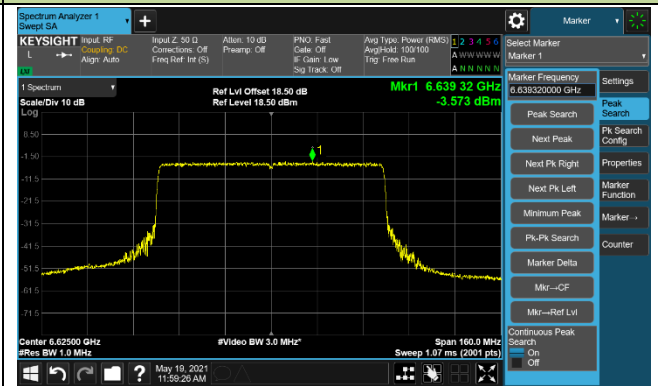 Spectrum Analyzer 1
Swept SA
Marker
KEYSIGHT
Input: RF
Coupling: DC
Align: Auto
Input Z: 50 Ω
Corrections: Off
Freq Ref: Int (S)
Atten: 10 dB
Preamp: Off
PNO: Fast
Gate: Off
IF Gain: Low
Sig Track: Off
Avg Type: Power (RMS)
Avg|Hold: 100/100
Trig: Free Run
1 2 3 4 5 6
A W W W W W
A N N N N N
L
Select Marker
Marker 1
1 Spectrum
Scale/Div 10 dB
Log
Ref Lvl Offset 18.50 dB
Ref Level 18.50 dBm
Mkr1 6.639 32 GHz
-3.573 dBm
Marker Frequency
6.639320000 GHz
Peak Search
Next Peak
Next Pk Right
Next Pk Left
Minimum Peak
Pk-Pk Search
Marker Delta
Mkr→CF
Mkr→Ref Lvl
Continuous Peak
Search
On
Off
Settings
Peak
Search
Pk Search
Config
Properties
Marker
Function
Marker→
Counter
8.50
-1.50
-11.5
-21.5
-31.5
-41.5
-51.5
-61.5
-71.5
1
Center 6.62500 GHz
#Res BW 1.0 MHz
#Video BW 3.0 MHz*
Span 160.0 MHz
Sweep 1.07 ms (2001 pts)
May 19, 2021
11:59:26 AM